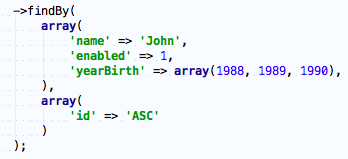 ->findBy(
array(
'name' => 'John',
'enabled' => 1,
'yearBirth' => array(1988, 1989, 1990),
),
array(
'id' => 'ASC'
)
);